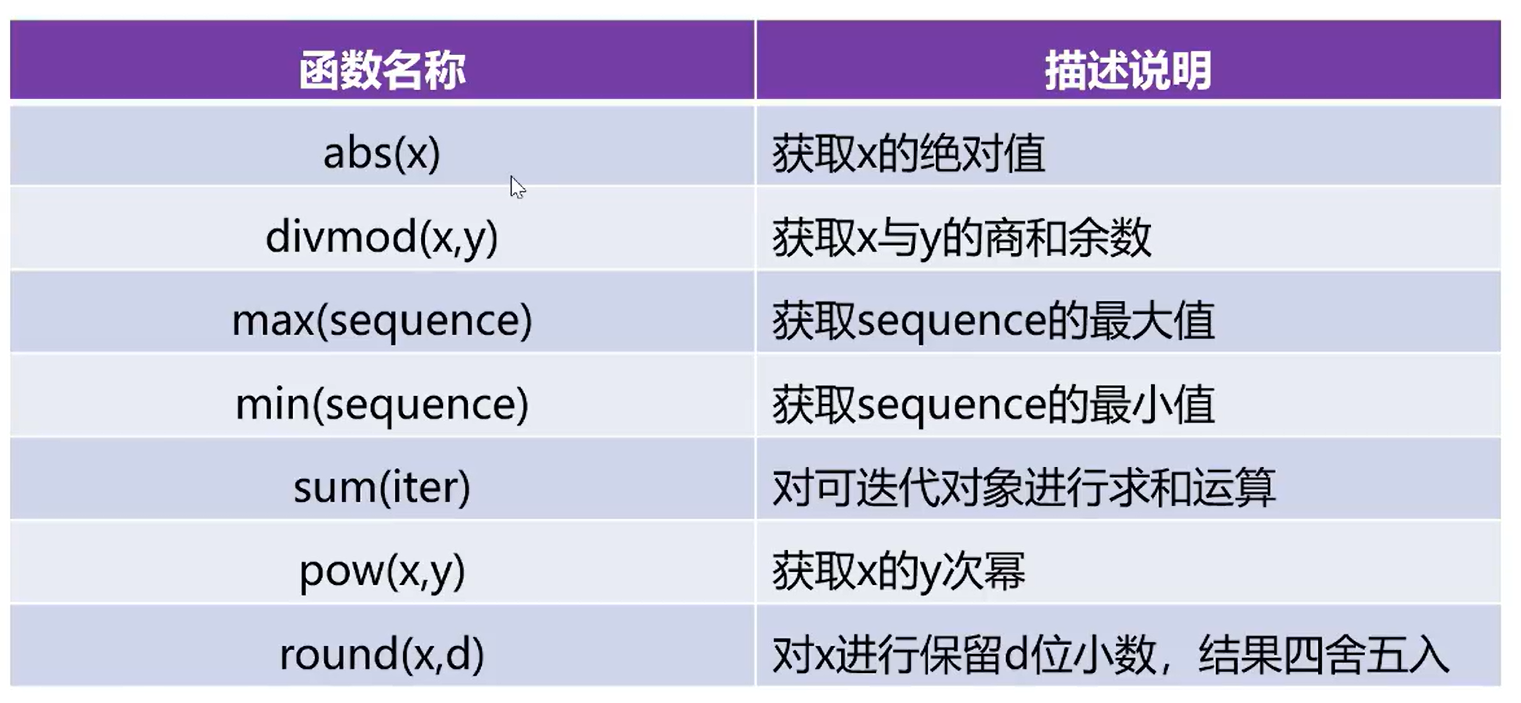 函数名称 描述说明
abs(x) 获取x的绝对值
divmod(x,y) 获取x与y的商和余数
max(sequence) 获取sequence的最大值
min(sequence) 获取sequence的最小值
sum(iter) 对可迭代对象进行求和运算
pow(x,y) 获取x的y次幂
round(x,d) 对x进行保留d位小数，结果四舍五入